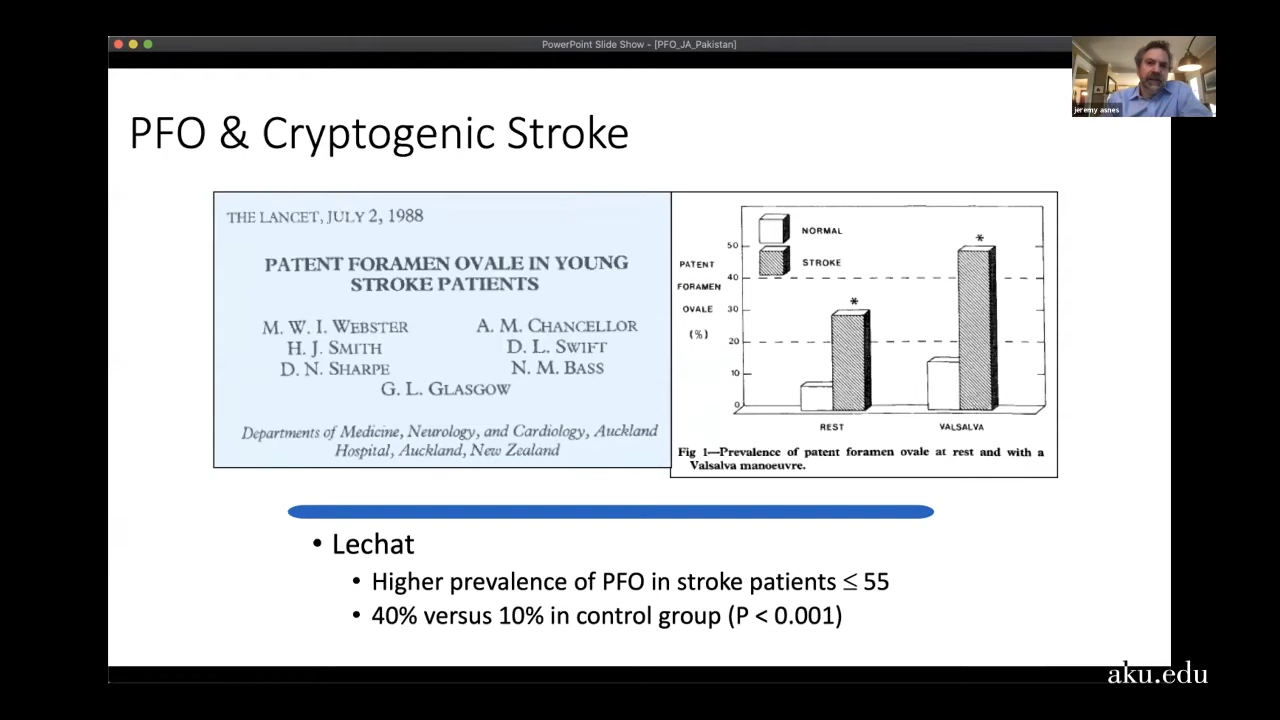 PowerPoint Slide Show - [PFO_JA_Pakistan]
jeremy asnes
PFO & Cryptogenic Stroke
THE LANCET, JULY 2, 1988
PATENT FORAMEN OVALE IN YOUNG
STROKE PATIENTS
M. W. I. WEBSTER A. M. CHANCELLOR
H. J. SMITH D. L. SWIFT
D. N. SHARPE N. M. BASS
G. L. GLASGOW
Departments of Medicine, Neurology, and Cardiology, Auckland
Hospital, Auckland, New Zealand
NORMAL
STROKE
PATENT
FORAMEN
OVALE
(%)
50
40
30
20
10
0
*
*
REST VALSALVA
Fig 1—Prevalence of patent foramen ovale at rest and with a
Valsalva manoeuvre.
• Lechat
• Higher prevalence of PFO in stroke patients ≤ 55
• 40% versus 10% in control group (P < 0.001)
aku.edu